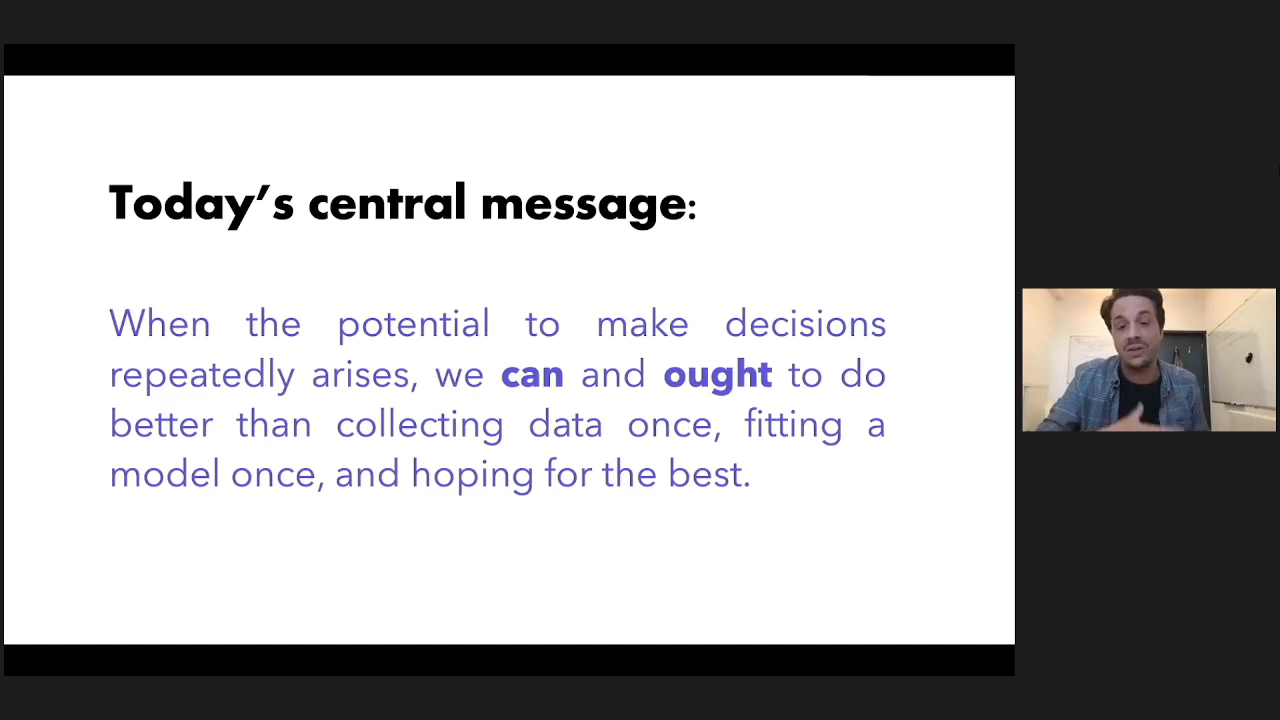 Today’s central message:
When the potential to make decisions
repeatedly arises, we can and ought to do
better than collecting data once, fitting a
model once, and hoping for the best.